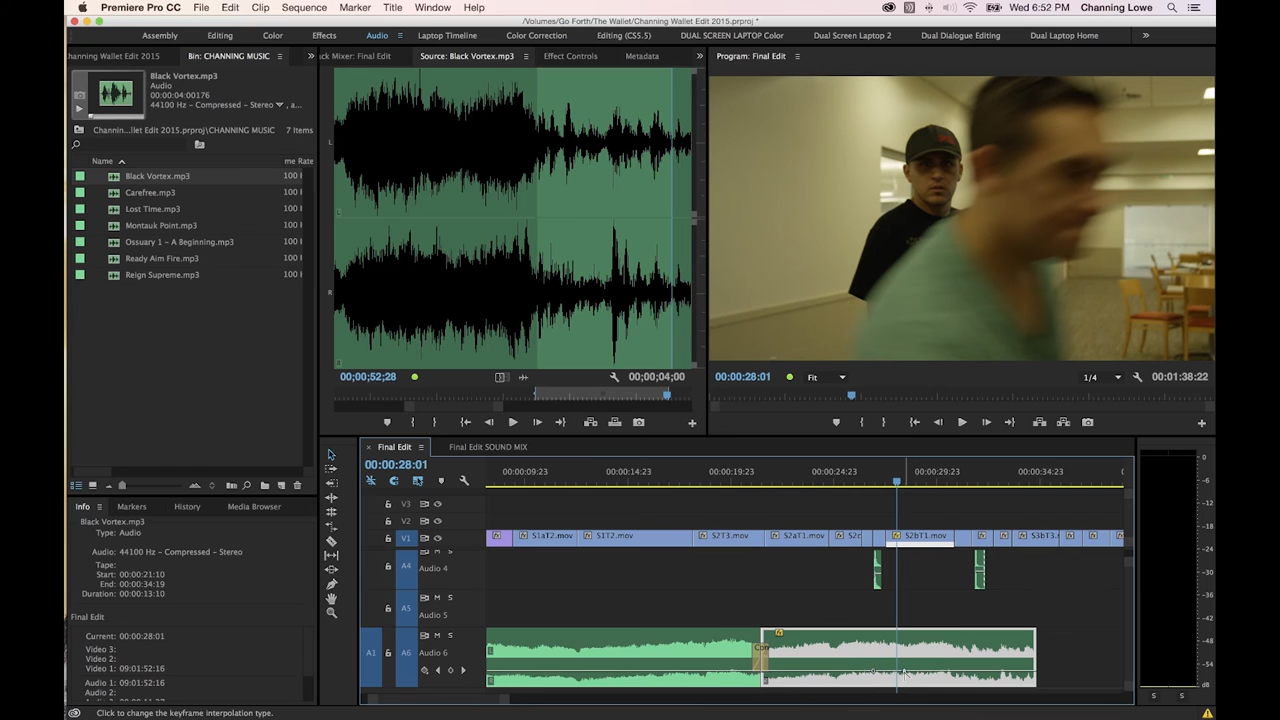 Premiere Pro CC File Edit Clip Sequence Marker Title Window Help Wed 6:52 PM Channing Lowe
/Volumes/Go Forth/The Wallet/Channing Wallet Edit 2015.prproj *
Assembly Editing Color Effects Audio Laptop Timeline Color Correction Editing (CS5.5) DUAL SCREEN LAPTOP Color Dual Screen Laptop 2 Dual Dialogue Editing Dual Laptop Home
hanning Wallet Edit 2015 Bin: CHANNING MUSIC ck Mixer: Final Edit Source: Black Vortex.mp3 Effect Controls Metadata Program: Final Edit
Black Vortex.mp3
Audio
00:00:04:00176
44100 Hz - Compressed - Stereo , a...
Channin...llet Edit 2015.prproj\CHANNING MUSIC 7 Items
Name me Rate
Black Vortex.mp3 100
Carefree.mp3 100
Lost TIme.mp3 100
Montauk Point.mp3 100
Ossuary 1 - A Beginning.mp3 100
Ready Aim Fire.mp3 100
Reign Supreme.mp3 100
L
R
00;00;52;28 00;00;04;00
00:00:28:01 Fit 1/4 00:01:38:22
Info Markers History Media Browser
Black Vortex.mp3
Type: Audio
Audio: 44100 Hz - Compressed - Stereo
Tape:
Start: 00:00:21:10
End: 00:00:34:19
Duration: 00:00:13:10
Final Edit
Current: 00:00:28:01
Video 3:
Video 2:
Video 1: 09:01:52:16
Audio 1: 09:01:52:16
Audio 2:
× Final Edit Final Edit SOUND MIX
00:00:28:01
00:00:09:23 00:00:14:23 00:00:19:23 00:00:24:23 00:00:29:23 00:00:34:23
V3
V2
V1 S1aT2.mov S1T2.mov S2T3.mov S2aT1.mov S2c S2bT1.mov S3bT3.
A4 Audio 4
A5 M S Audio 5
A1 A6 M S Audio 6
Con
0
-6
-12
-18
-24
-30
-36
-42
-48
-54
dB
S S
Click to change the keyframe interpolation type.